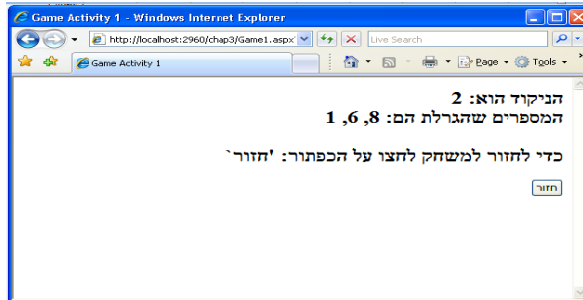 Game Activity 1 - Windows Internet Explorer
http://localhost:2960/chap3/Game1.aspx
Live Search
Game Activity 1
Page
Tools
הניקוד הוא: 2
המספרים שהגרלת הם: 8, 6, 1
כדי לחזור למשחק לחצו על הכפתור: 'חזור`
חזור